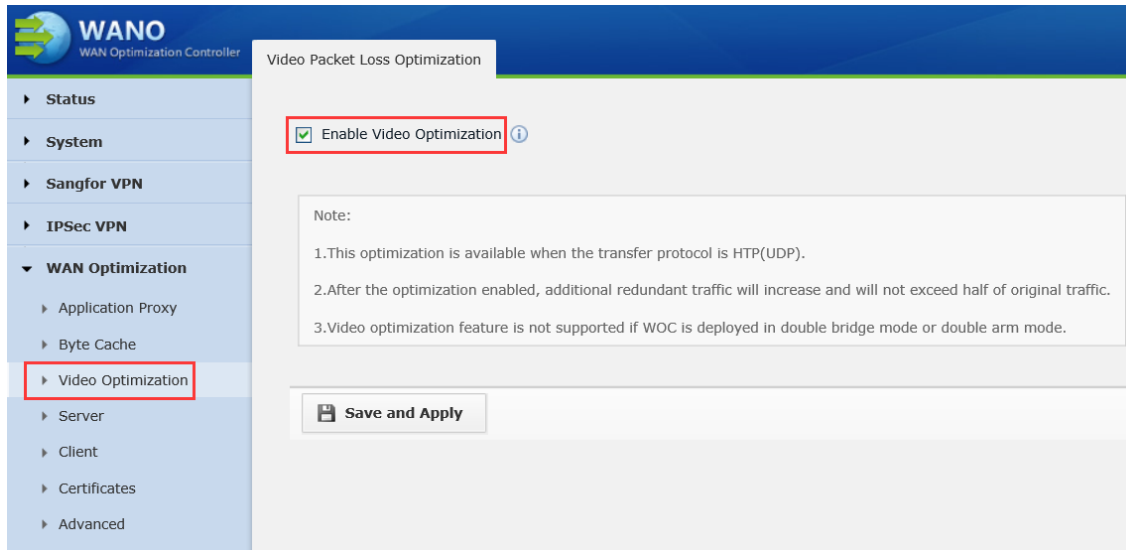 WANO
WAN Optimization Controller
Video Packet Loss Optimization
Status
System
Sangfor VPN
IPSec VPN
WAN Optimization
Application Proxy
Byte Cache
Video Optimization
Server
Client
Certificates
Advanced
Enable Video Optimization
Note:
1.This optimization is available when the transfer protocol is HTP(UDP).
2.After the optimization enabled, additional redundant traffic will increase and will not exceed half of original traffic.
3.Video optimization feature is not supported if WOC is deployed in double bridge mode or double arm mode.
Save and Apply